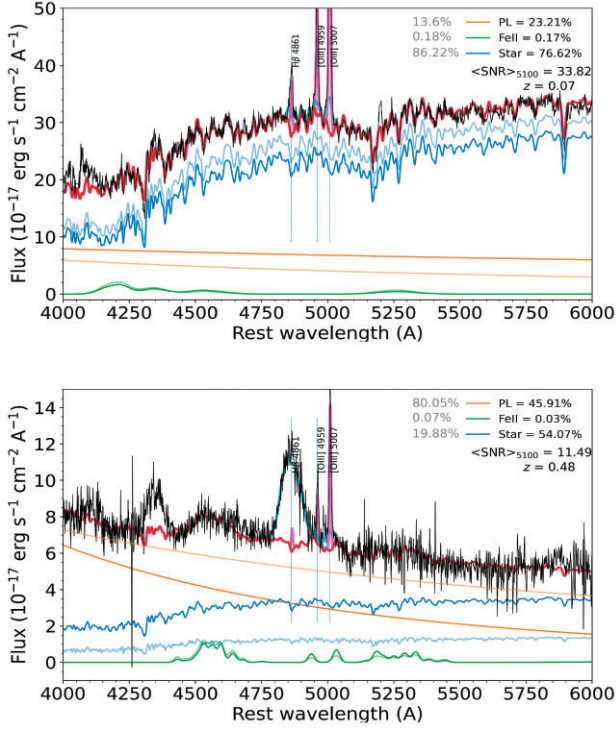 50
40
30
20
10
0
Flux (10⁻¹⁷ erg s⁻¹ cm⁻² A⁻¹)
Hβ 4861
[OIII] 4959
[OIII] 5007
13.6% PL = 23.21%
0.18% FeII = 0.17%
86.22% Star = 76.62%
<SNR>₅₁₀₀ = 33.82
z = 0.07
4000 4250 4500 4750 5000 5250 5500 5750 6000
Rest wavelength (A)
14
12
10
8
6
4
2
0
Flux (10⁻¹⁷ erg s⁻¹ cm⁻² A⁻¹)
Hβ 4861
[OIII] 4959
[OIII] 5007
80.05% PL = 45.91%
0.07% FeII = 0.03%
19.88% Star = 54.07%
<SNR>₅₁₀₀ = 11.49
z = 0.48
4000 4250 4500 4750 5000 5250 5500 5750 6000
Rest wavelength (A)